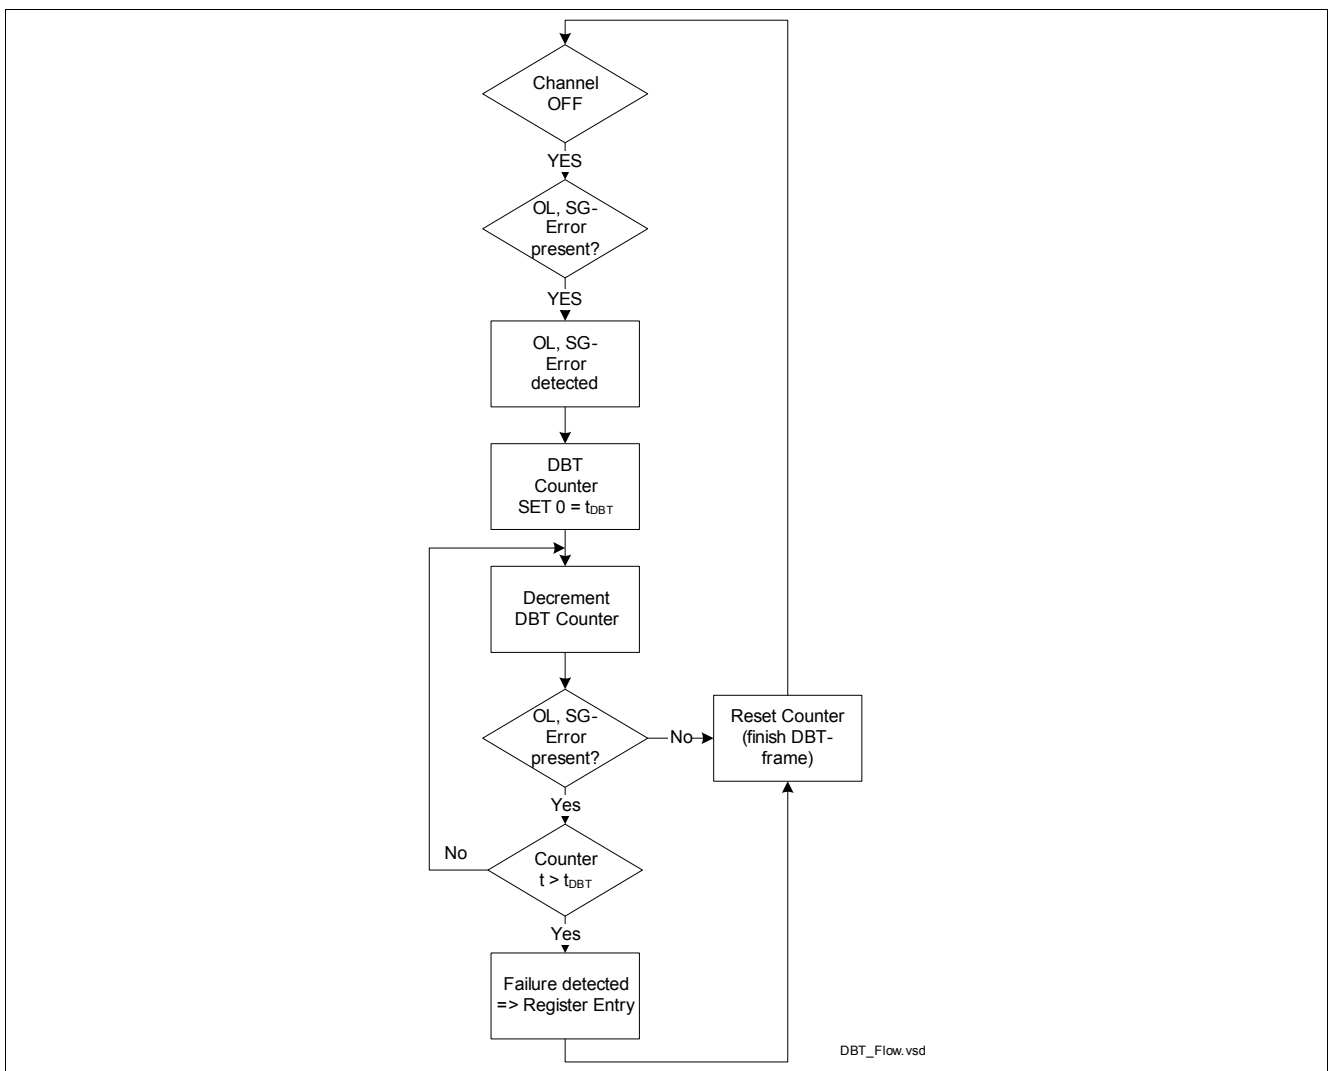 Channel
OFF
YES
OL, SG-
Error
present?
YES
OL, SG-
Error
detected
DBT
Counter
SET 0 = tDBT
Decrement
DBT Counter
OL, SG-
Error
present?
No
Reset Counter
(finish DBT-
frame)
Yes
No
Counter
t > tDBT
Yes
Failure detected
=> Register Entry
DBT_Flow.vsd